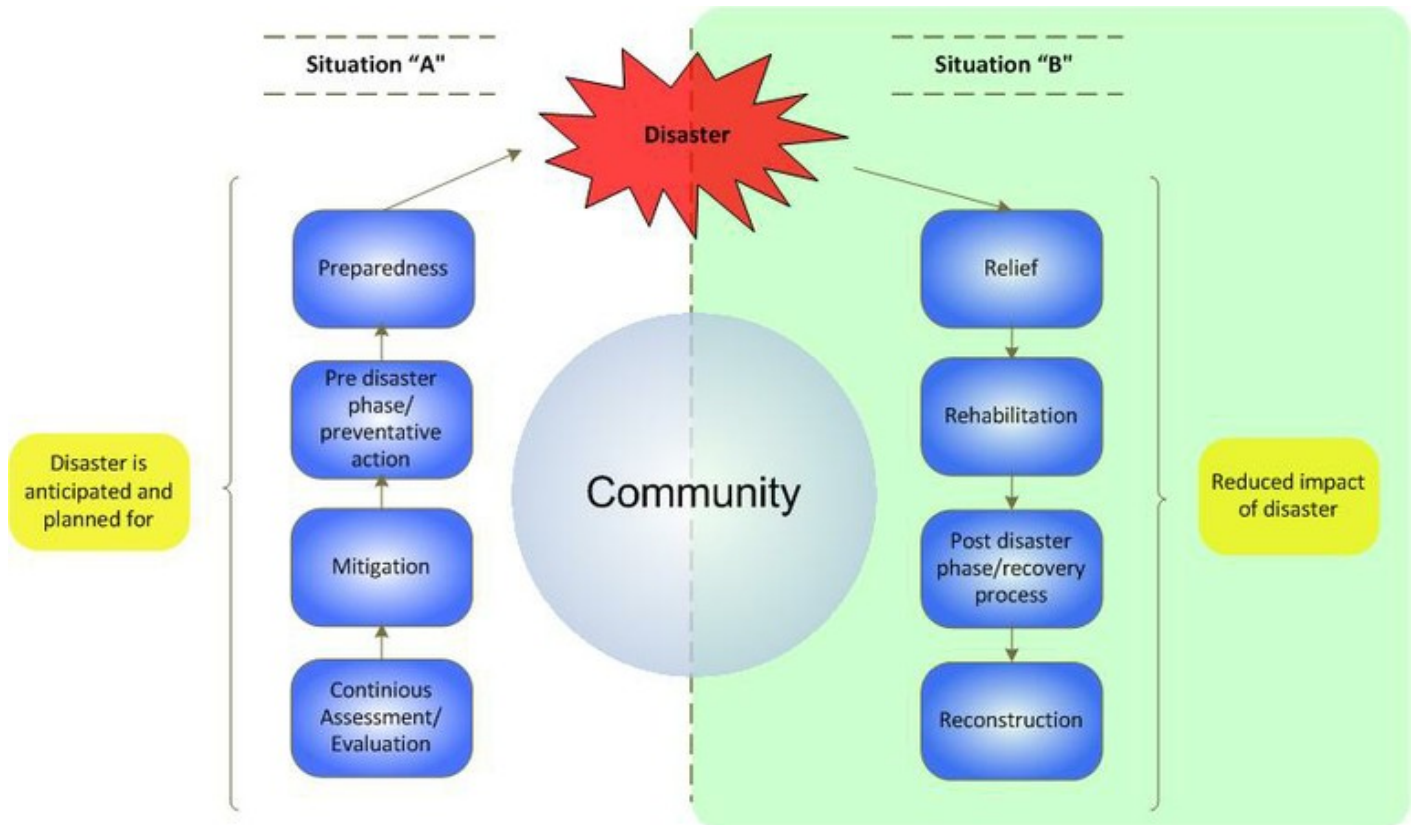 Situation “A"
Situation “B"
Disaster
Preparedness
Pre disaster
phase/
preventative
action
Mitigation
Continious
Assessment/
Evaluation
Disaster is
anticipated and
planned for
Community
Relief
Rehabilitation
Post disaster
phase/recovery
process
Reconstruction
Reduced impact
of disaster